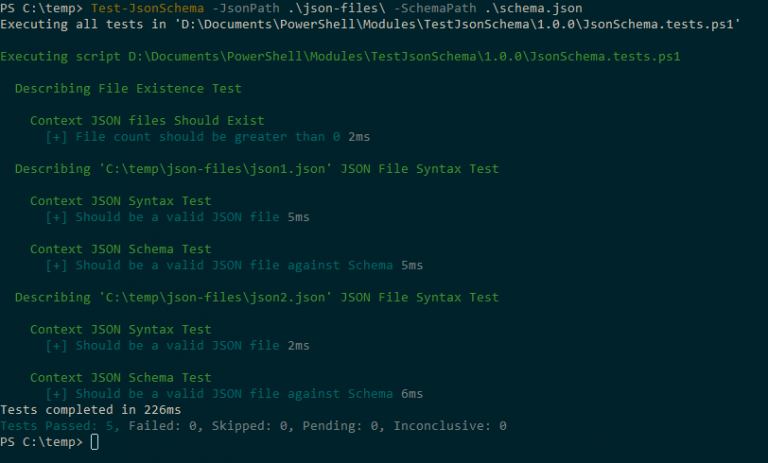 PS C:\temp> Test-JsonSchema -JsonPath .\json-files\ -SchemaPath .\schema.json
Executing all tests in 'D:\Documents\PowerShell\Modules\TestJsonSchema\1.0.0\JsonSchema.tests.ps1'
Executing script D:\Documents\PowerShell\Modules\TestJsonSchema\1.0.0\JsonSchema.tests.ps1
Describing File Existence Test
Context JSON files Should Exist
[+] File count should be greater than 0 2ms
Describing 'C:\temp\json-files\json1.json' JSON File Syntax Test
Context JSON Syntax Test
[+] Should be a valid JSON file 5ms
Context JSON Schema Test
[+] Should be a valid JSON file against Schema 5ms
Describing 'C:\temp\json-files\json2.json' JSON File Syntax Test
Context JSON Syntax Test
[+] Should be a valid JSON file 2ms
Context JSON Schema Test
[+] Should be a valid JSON file against Schema 6ms
Tests completed in 226ms
Tests Passed: 5, Failed: 0, Skipped: 0, Pending: 0, Inconclusive: 0
PS C:\temp>